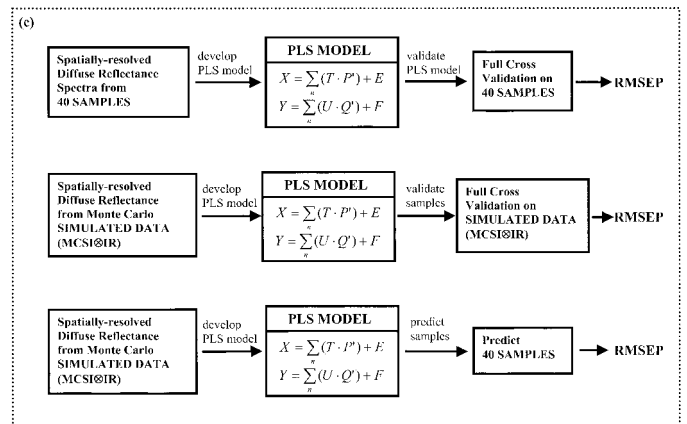 (c)
Spatially-resolved
Diffuse Reflectance
Spectra from
40 SAMPLES
develop
PLS model
PLS MODEL
X = ∑n (T · P') + E
Y = ∑n (U · Q') + F
validate
PLS model
Full Cross
Validation on
40 SAMPLES
RMSEP
Spatially-resolved
Diffuse Reflectance
from Monte Carlo
SIMULATED DATA
(MCSI⊗IR)
develop
PLS model
PLS MODEL
X = ∑n (T · P') + E
Y = ∑n (U · Q') + F
validate
samples
Full Cross
Validation on
SIMULATED DATA
(MCSI⊗IR)
RMSEP
Spatially-resolved
Diffuse Reflectance
from Monte Carlo
SIMULATED DATA
(MCSI⊗IR)
develop
PLS model
PLS MODEL
X = ∑n (T · P') + E
Y = ∑n (U · Q') + F
predict
samples
Predict
40 SAMPLES
RMSEP